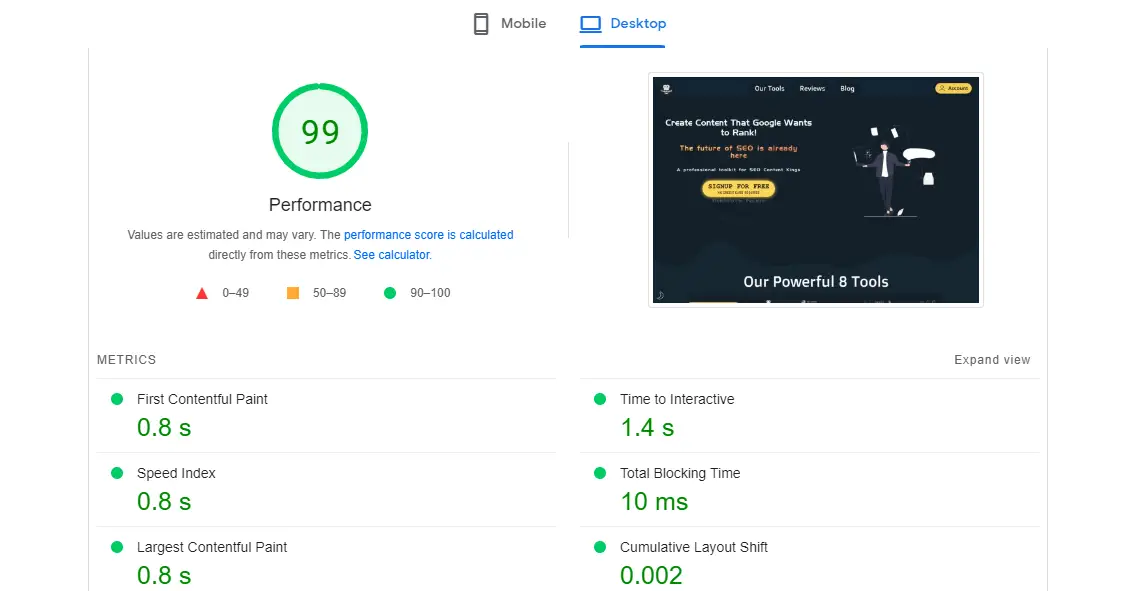 Mobile
Desktop
99
Performance
Values are estimated and may vary. The performance score is calculated
directly from these metrics. See calculator.
0–49
50–89
90–100
Our Tools
Reviews
Blog
Account
Create Content That Google Wants
to Rank!
The future of SEO is already
here
A professional toolkit for SEO Content Kings
SIGNUP FOR FREE
Our Powerful 8 Tools
METRICS
Expand view
First Contentful Paint
0.8 s
Time to Interactive
1.4 s
Speed Index
0.8 s
Total Blocking Time
10 ms
Largest Contentful Paint
0.8 s
Cumulative Layout Shift
0.002